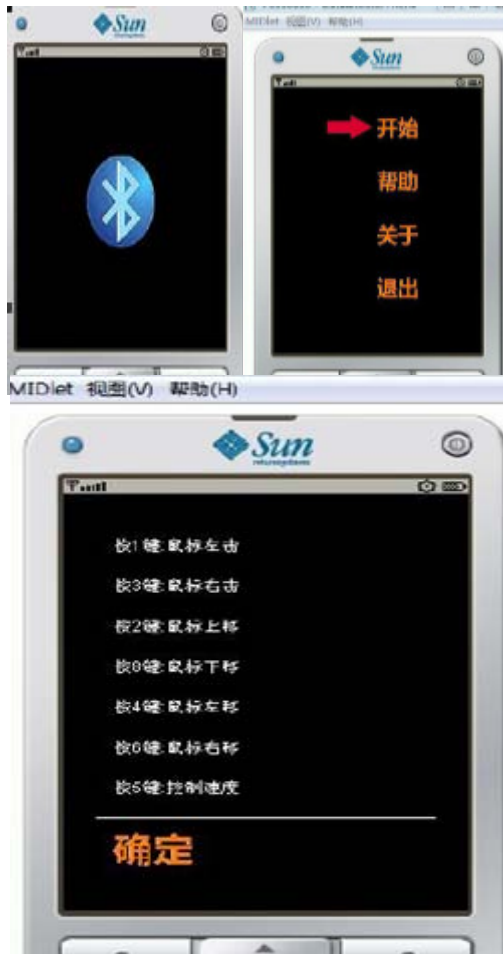 Sun
MIDlet 视图(V) 帮助(H)
Sun
开始
帮助
关于
退出
MIDlet 视图(V) 帮助(H)
Sun
microsystems
按1键:鼠标左击
按3键:鼠标右击
按2键:鼠标上移
按8键:鼠标下移
按4键:鼠标左移
按6键:鼠标右移
按5键:控制速度
确定